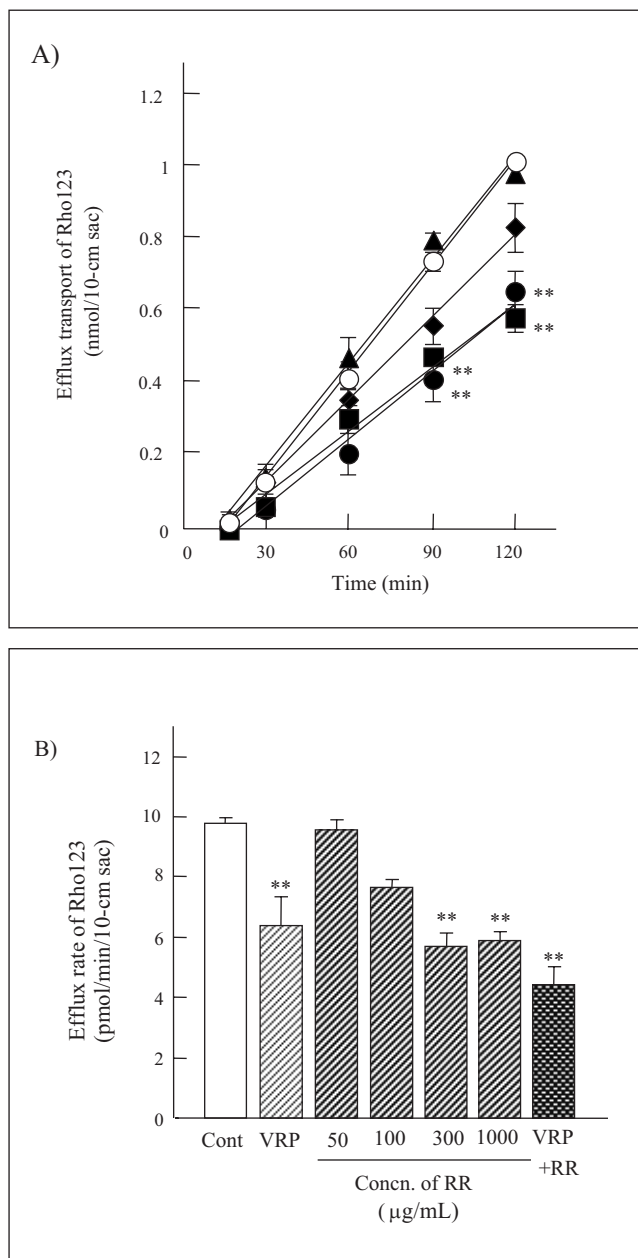 A)
1.2
1
0.8
0.6
0.4
0.2
0
Efflux transport of Rho123
(nmol/10-cm sac)
**
**
**
**
0 30 60 90 120
Time (min)
B)
12
10
8
6
4
2
0
Efflux rate of Rho123
(pmol/min/10-cm sac)
**
**
**
**
Cont VRP 50 100 300 1000 VRP
+RR
Concn. of RR
( μg/mL)